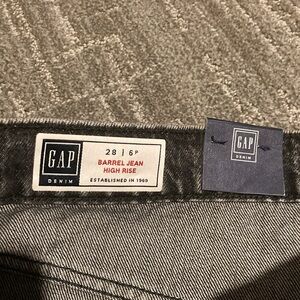 GAP
DENIM
28 | 6P
BARREL JEAN
HIGH RISE
ESTABLISHED IN 1969
GAP
DENIM